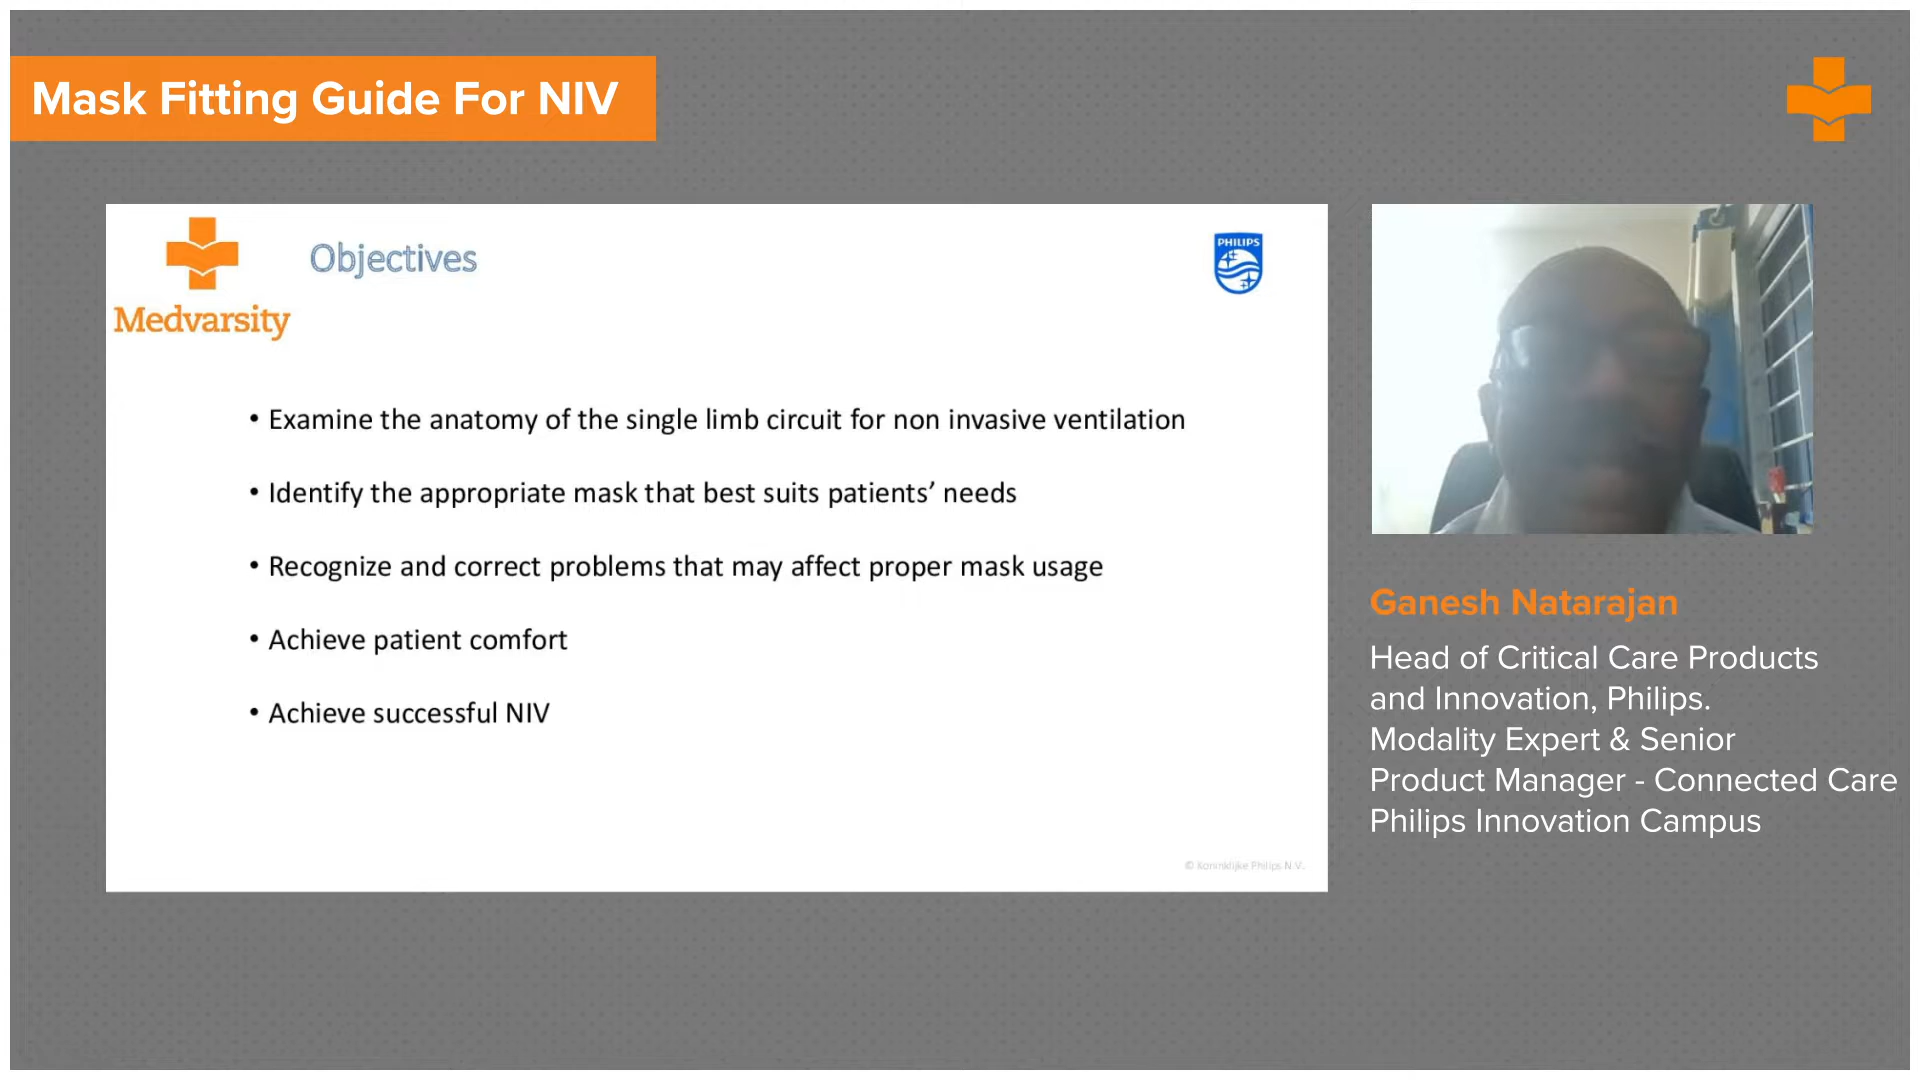 Mask Fitting Guide For NIV
Medvarsity
Objectives
PHILIPS
• Examine the anatomy of the single limb circuit for non invasive ventilation
• Identify the appropriate mask that best suits patients’ needs
• Recognize and correct problems that may affect proper mask usage
• Achieve patient comfort
• Achieve successful NIV
© Koninklijke Philips N.V.
Ganesh Natarajan
Head of Critical Care Products
and Innovation, Philips.
Modality Expert & Senior
Product Manager - Connected Care
Philips Innovation Campus